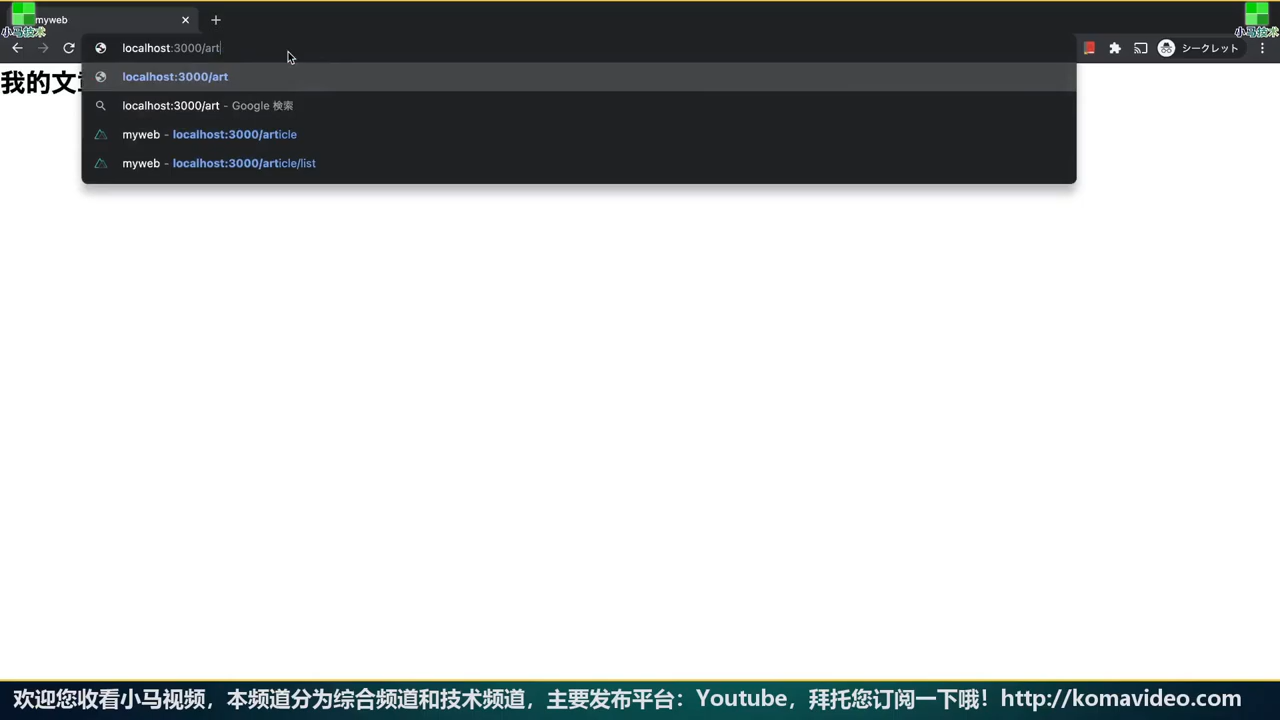 myweb
小马技术
小马技术
localhost:3000/art
シークレット
localhost:3000/art
localhost:3000/art - Google 検索
myweb - localhost:3000/article
myweb - localhost:3000/article/list
我的文
欢迎您收看小马视频，本频道分为综合频道和技术频道，主要发布平台：Youtube，拜托您订阅一下哦！http://komavideo.com